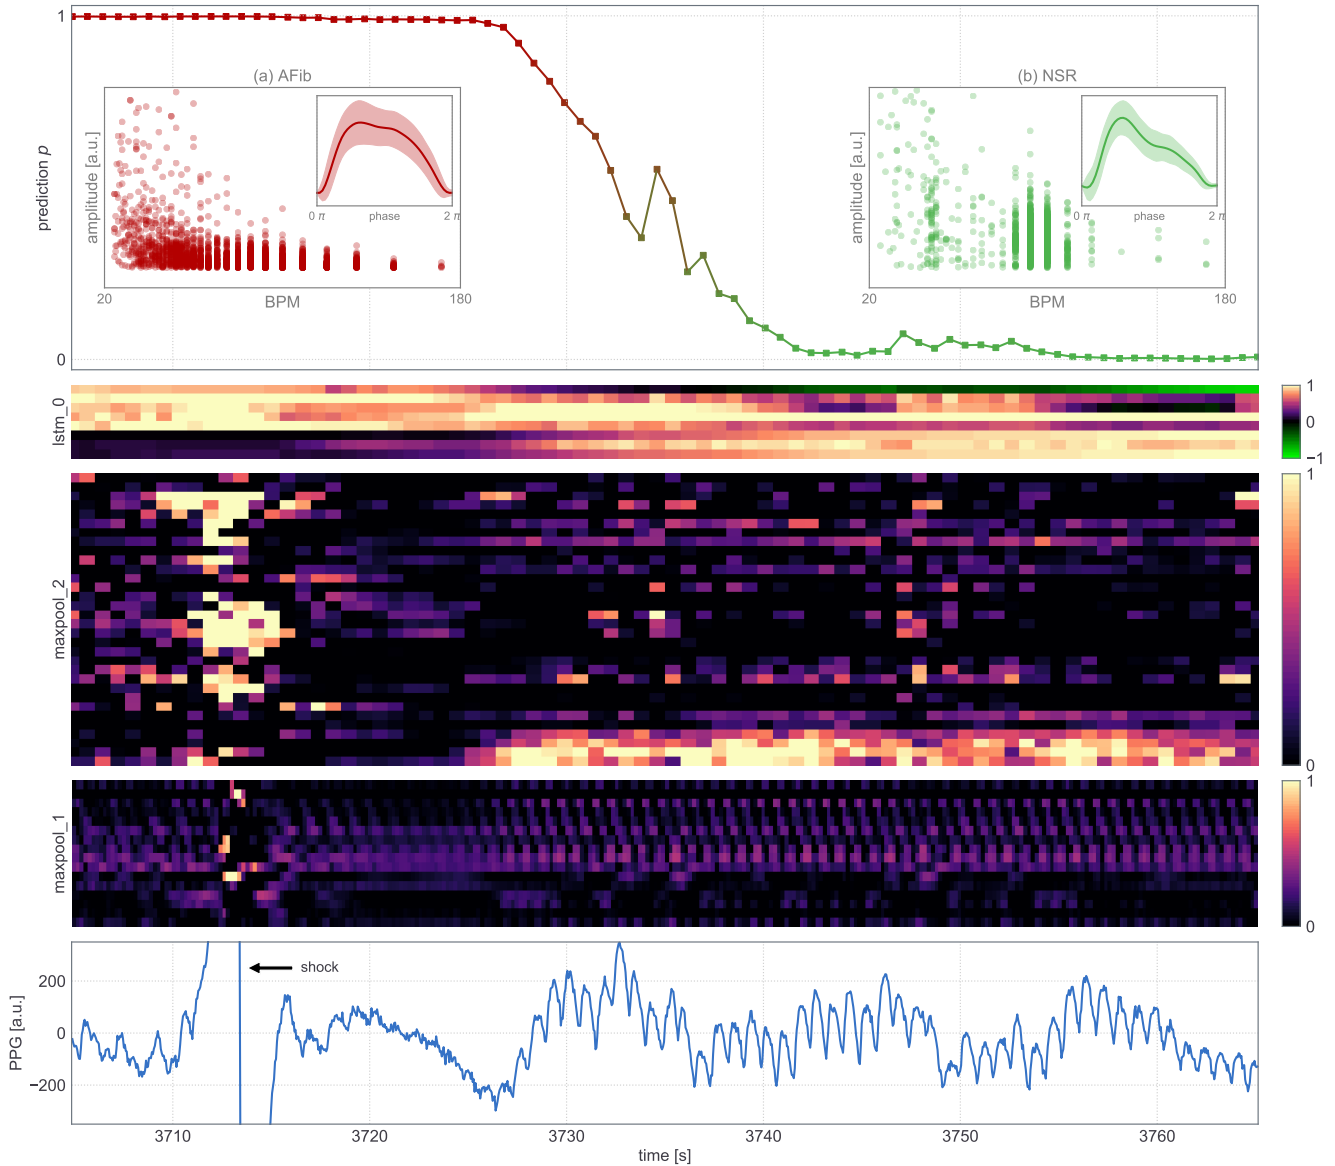 1
prediction p
0
(a) AFib
amplitude [a.u.]
0 π
phase
2 π
20
BPM
180
(b) NSR
amplitude [a.u.]
0 π
phase
2 π
20
BPM
180
lstm_0
1
0
−1
maxpool_2
1
0
maxpool_1
1
0
shock
PPG [a.u.]
200
0
−200
3710
3720
3730
3740
3750
3760
time [s]